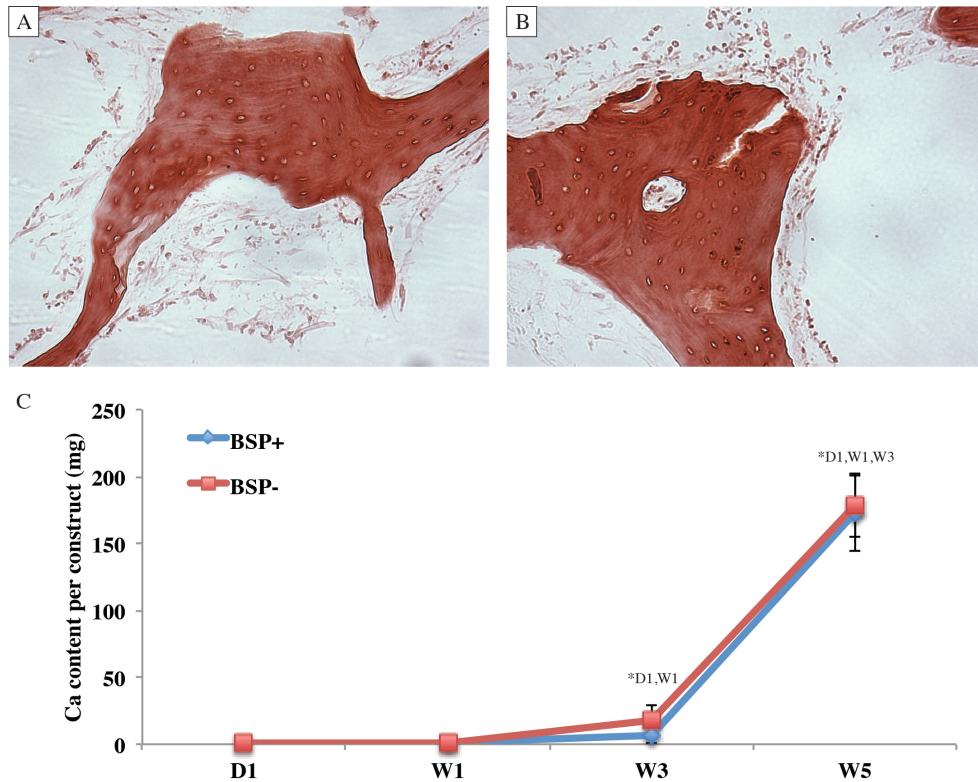 A
B
C
Ca content per construct (mg)
250
200
150
100
50
0
BSP+
BSP-
*D1,W1
*D1,W1,W3
D1 W1 W3 W5